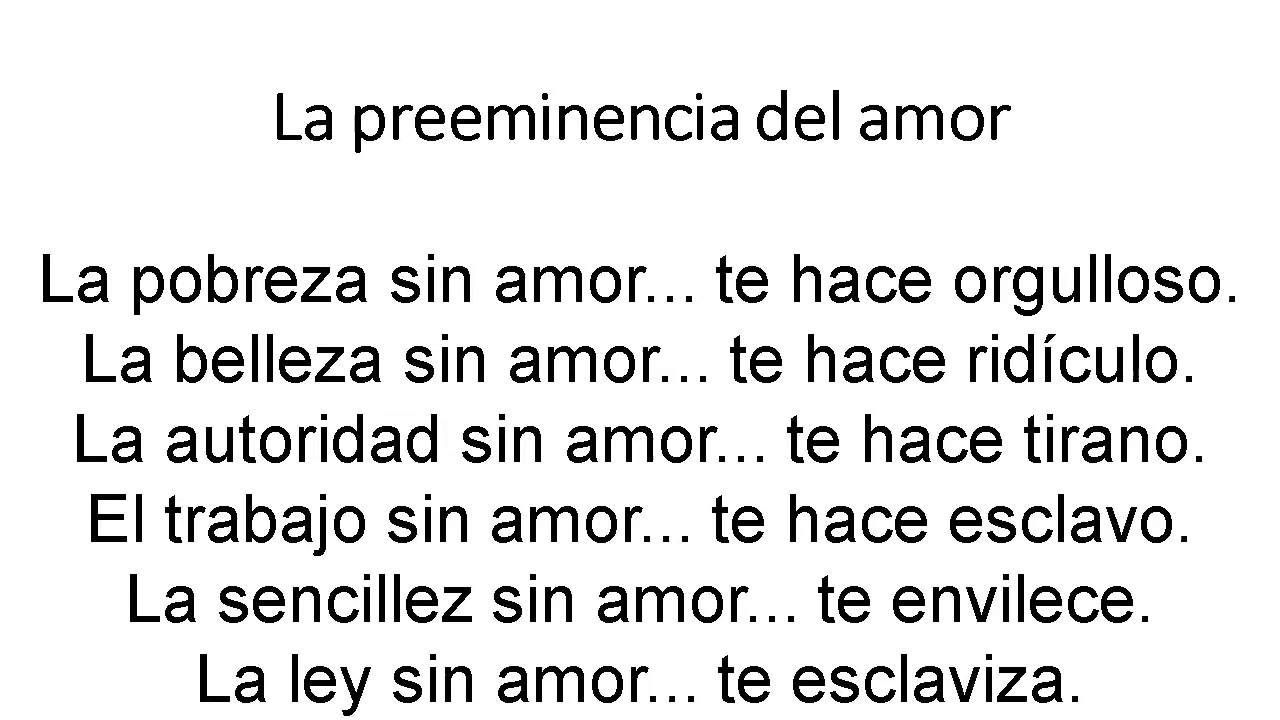 La preeminencia del amor
La pobreza sin amor... te hace orgulloso.
La belleza sin amor... te hace ridículo.
La autoridad sin amor... te hace tirano.
El trabajo sin amor... te hace esclavo.
La sencillez sin amor... te envilece.
La ley sin amor... te esclaviza.